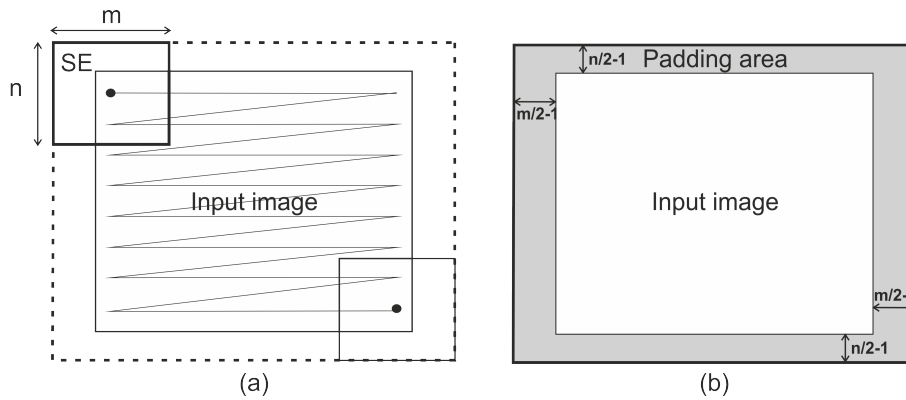 m
n
SE
Input image
(a)
n/2-1
Padding area
m/2-1
Input image
m/2-
n/2-1
(b)